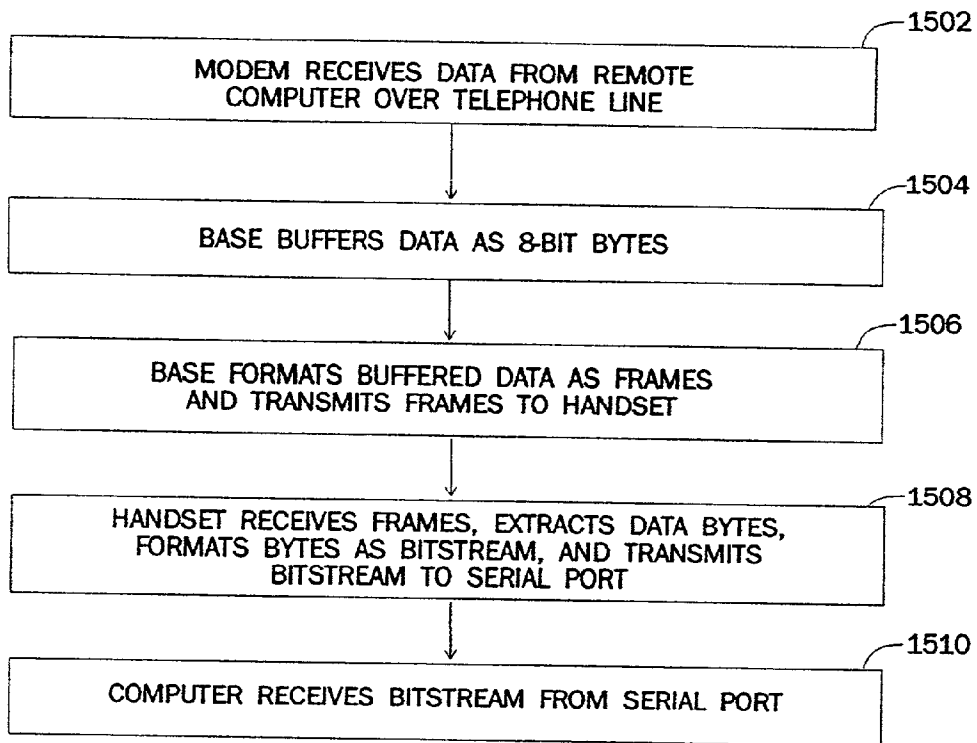 1502
MODEM RECEIVES DATA FROM REMOTE
COMPUTER OVER TELEPHONE LINE
1504
BASE BUFFERS DATA AS 8-BIT BYTES
1506
BASE FORMATS BUFFERED DATA AS FRAMES
AND TRANSMITS FRAMES TO HANDSET
1508
HANDSET RECEIVES FRAMES, EXTRACTS DATA BYTES,
FORMATS BYTES AS BITSTREAM, AND TRANSMITS
BITSTREAM TO SERIAL PORT
1510
COMPUTER RECEIVES BITSTREAM FROM SERIAL PORT